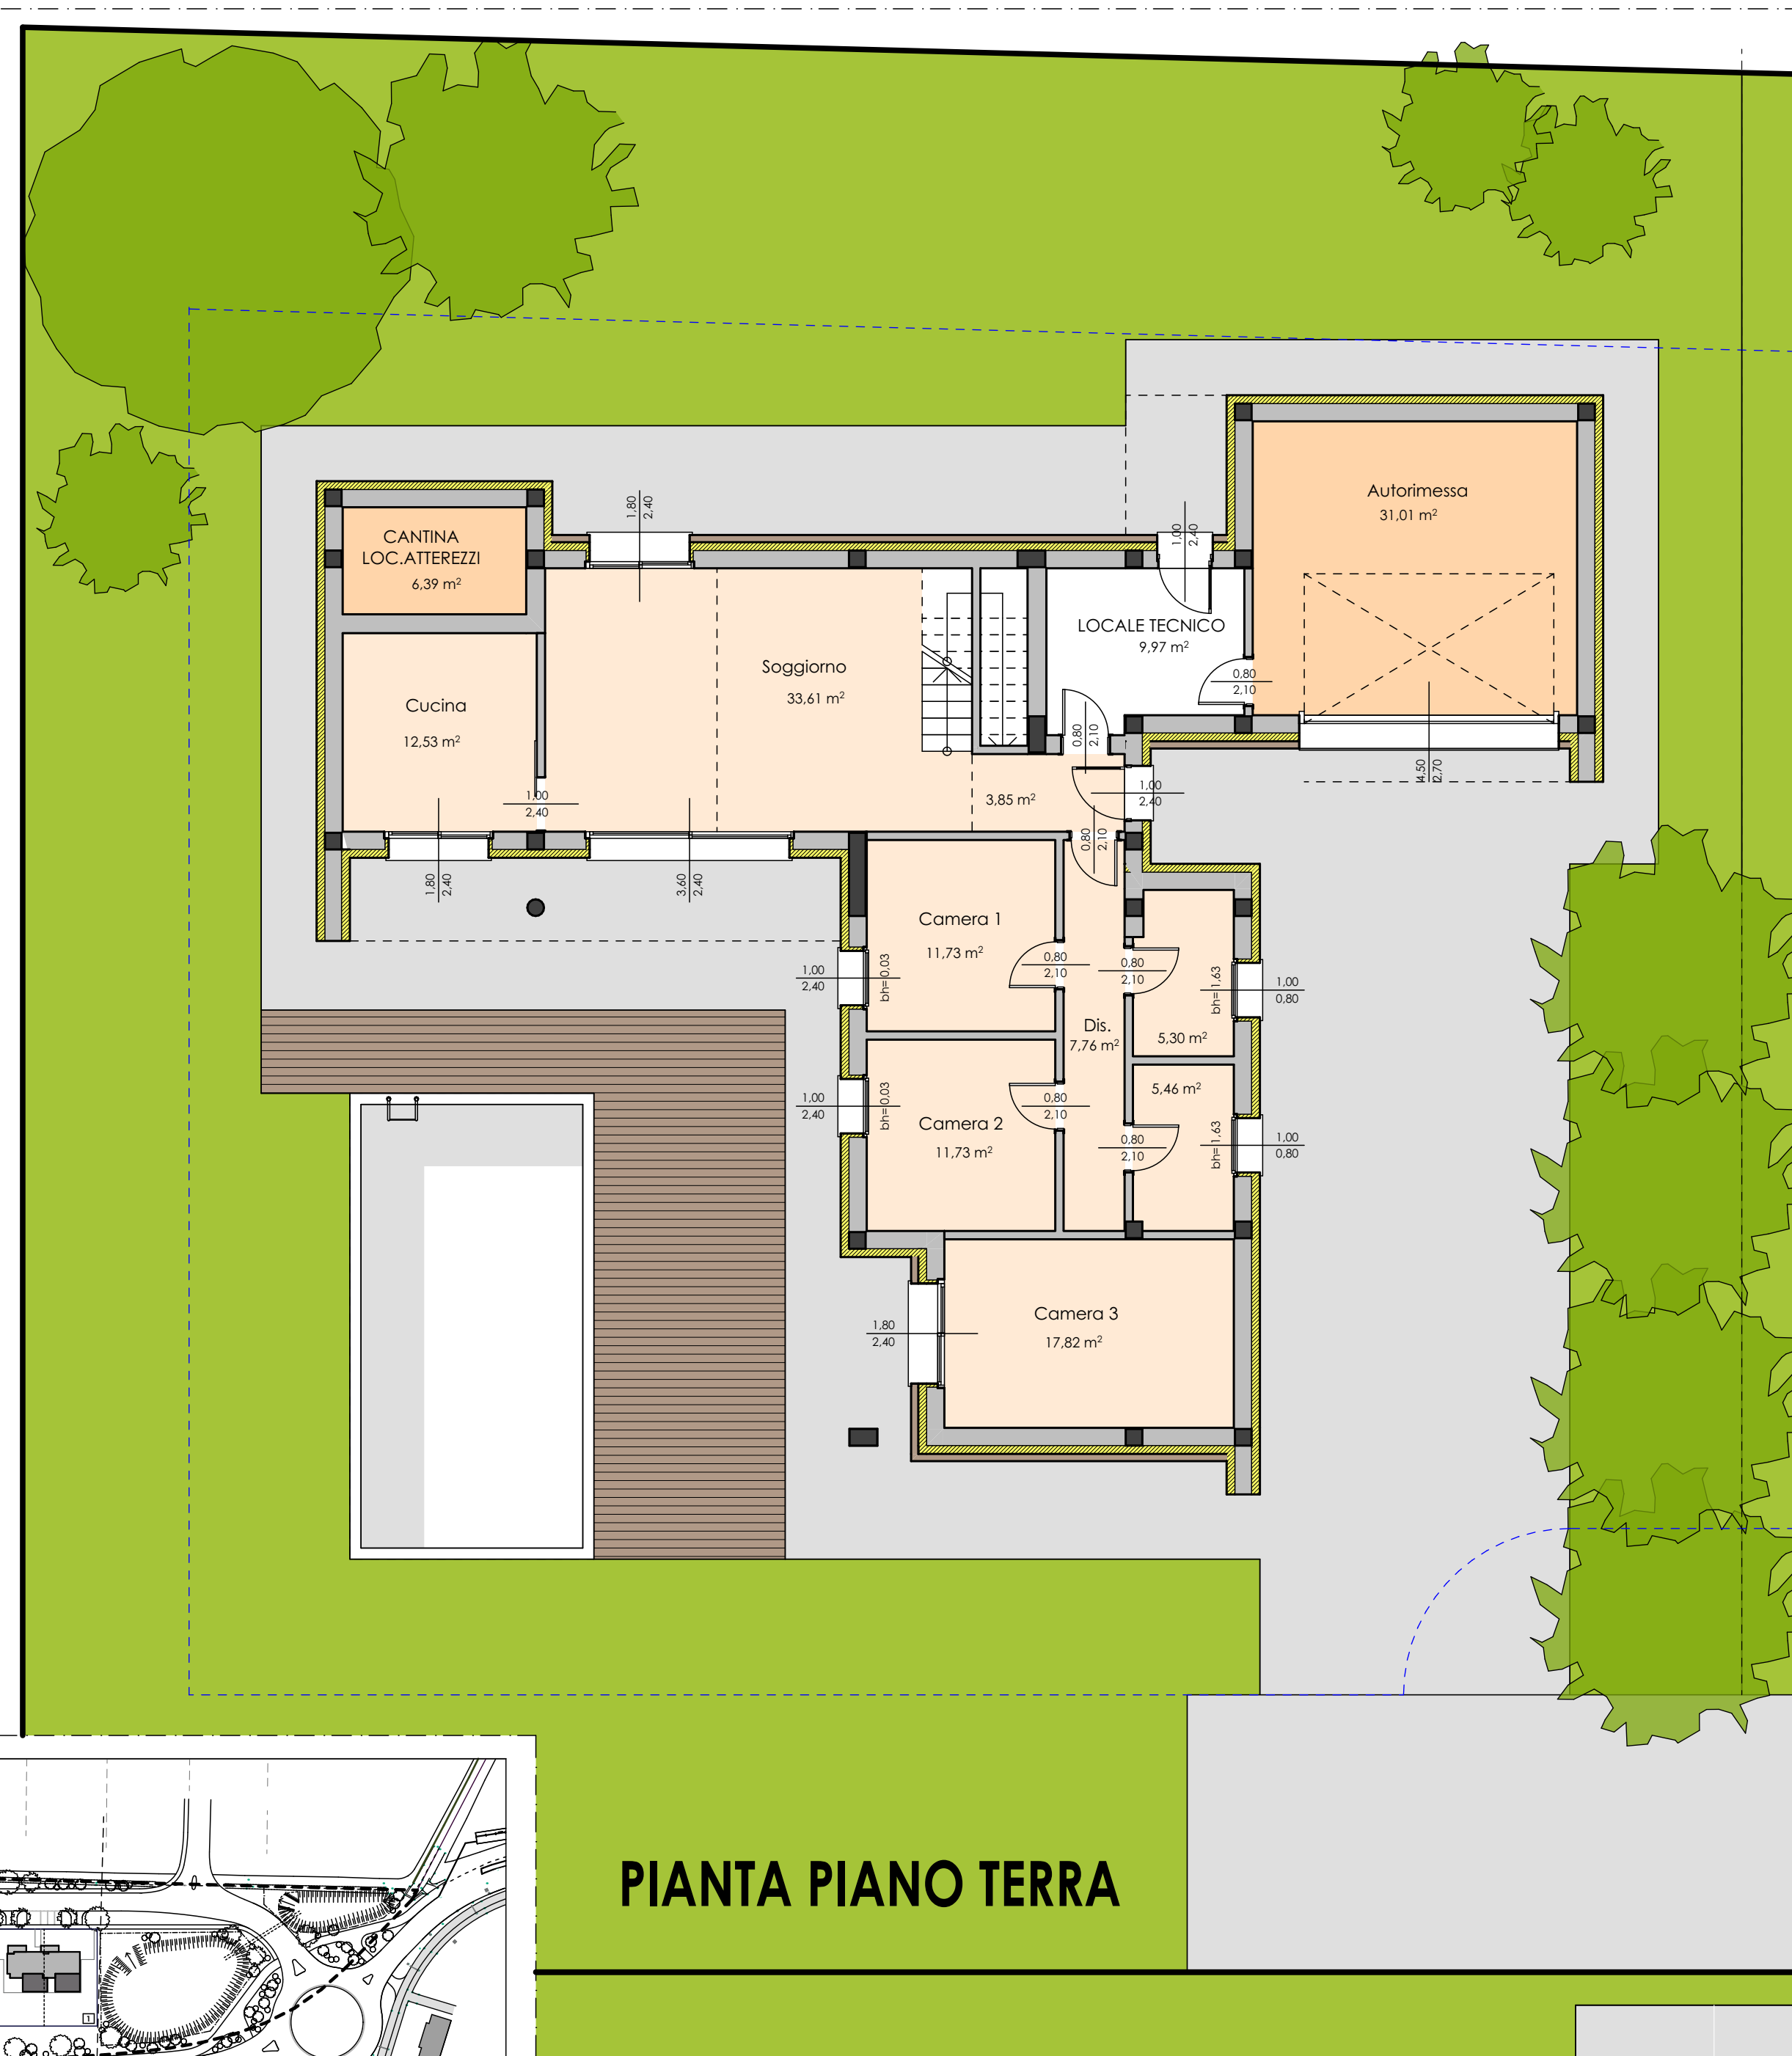 Autorimessa
31,01 m²
1,80
2,40
1,00
2,40
CANTINA
LOC.ATTEREZZI
6,39 m²
LOCALE TECNICO
9,97 m²
Soggiorno
33,61 m²
0,80
2,10
Cucina
12,53 m²
0,80
2,10
4,50
2,70
1,00
2,40
3,85 m²
1,00
2,40
0,80
2,10
1,80
2,40
3,60
2,40
Camera 1
11,73 m²
1,00
2,40
bh=0,03
0,80
2,10
0,80
2,10
bh=1,63
1,00
0,80
Dis.
7,76 m²
5,30 m²
5,46 m²
1,00
2,40
bh=0,03
0,80
2,10
Camera 2
11,73 m²
0,80
2,10
bh=1,63
1,00
0,80
Camera 3
17,82 m²
1,80
2,40
PIANTA PIANO TERRA
1